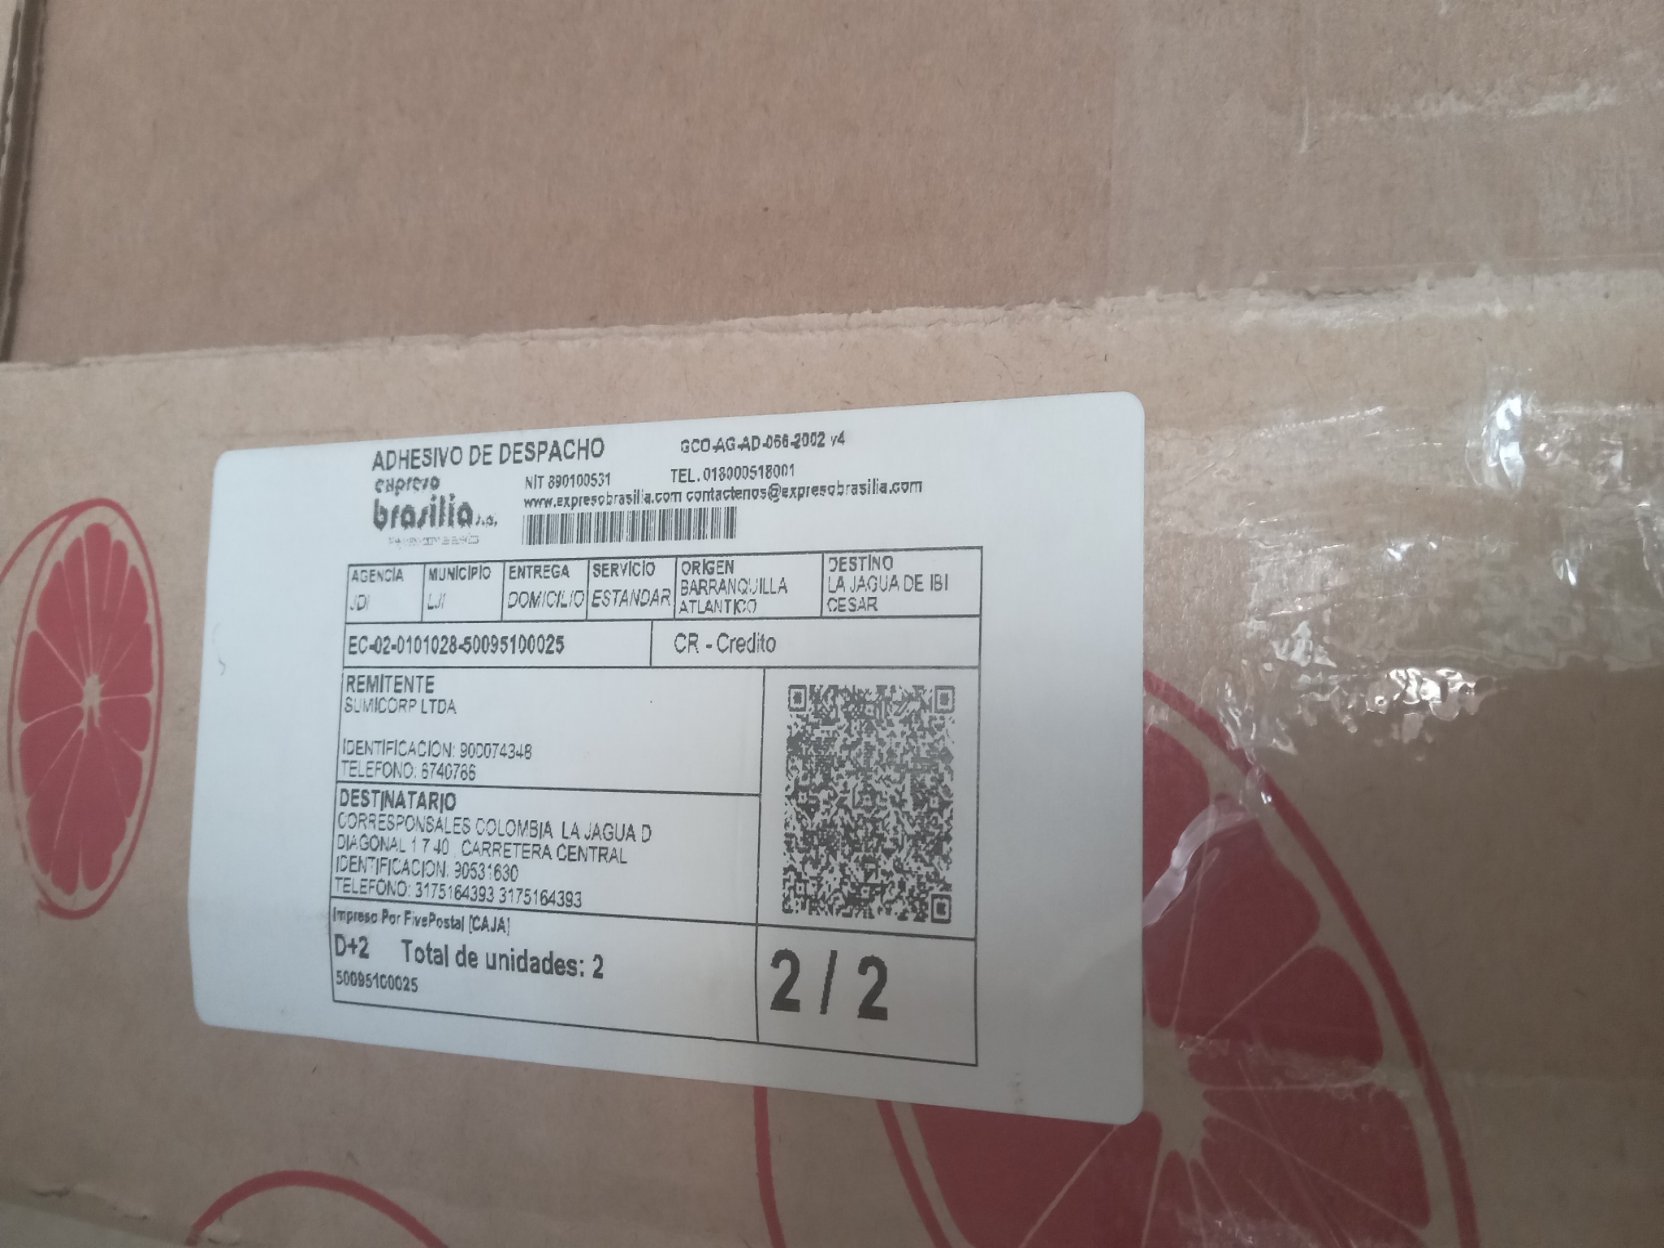 ADHESIVO DE DESPACHO GCO-AG-AD-066-2002 v4
expreso
brasilia s.a.
NIT 890100531 TEL. 018000518001
www.expresobrasilia.com contactenos@expresobrasilia.com
AGENCIA MUNICIPIO ENTREGA SERVICIO ORIGEN DESTINO
JDI LJI DOMICILIO ESTANDAR BARRANQUILLA LA JAGUA DE IBI
ATLANTICO CESAR
EC-02-0101028-50095100025 CR - Credito
REMITENTE
SUMICORP LTDA
IDENTIFICACION: 900074348
TELEFONO: 6740766
DESTINATARIO
CORRESPONSALES COLOMBIA LA JAGUA D
DIAGONAL 1 7 40 CARRETERA CENTRAL
IDENTIFICACION: 90531630
TELEFONO: 3175164393 3175164393
Impreso Por FivePostal [CAJA]
D+2 Total de unidades: 2
50095100025
2 / 2